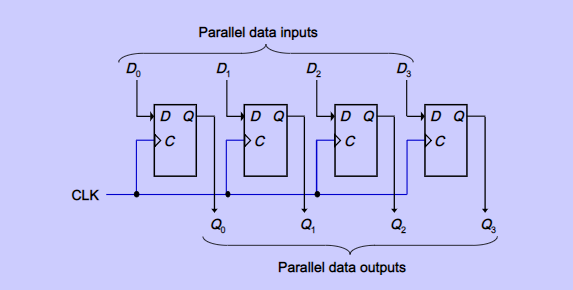 Parallel data inputs
D0 D1 D2 D3
D Q D Q D Q D Q
C C C C
CLK
Q0 Q1 Q2 Q3
Parallel data outputs